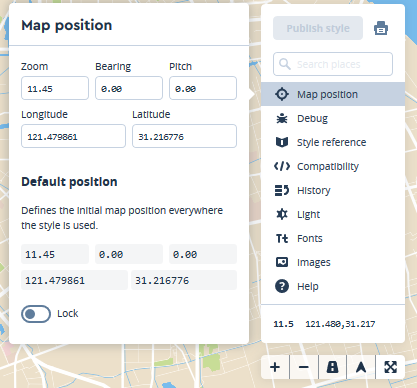 Map position
Zoom Bearing Pitch
11.45 0.00 0.00
Longitude Latitude
121.479861 31.216776
Default position
Defines the initial map position everywhere
the style is used.
11.45 0.00 0.00
121.479861 31.216776
Lock
Publish style
Search places
Map position
Debug
Style reference
Compatibility
History
Light
Tt Fonts
Images
Help
11.5 121.480,31.217